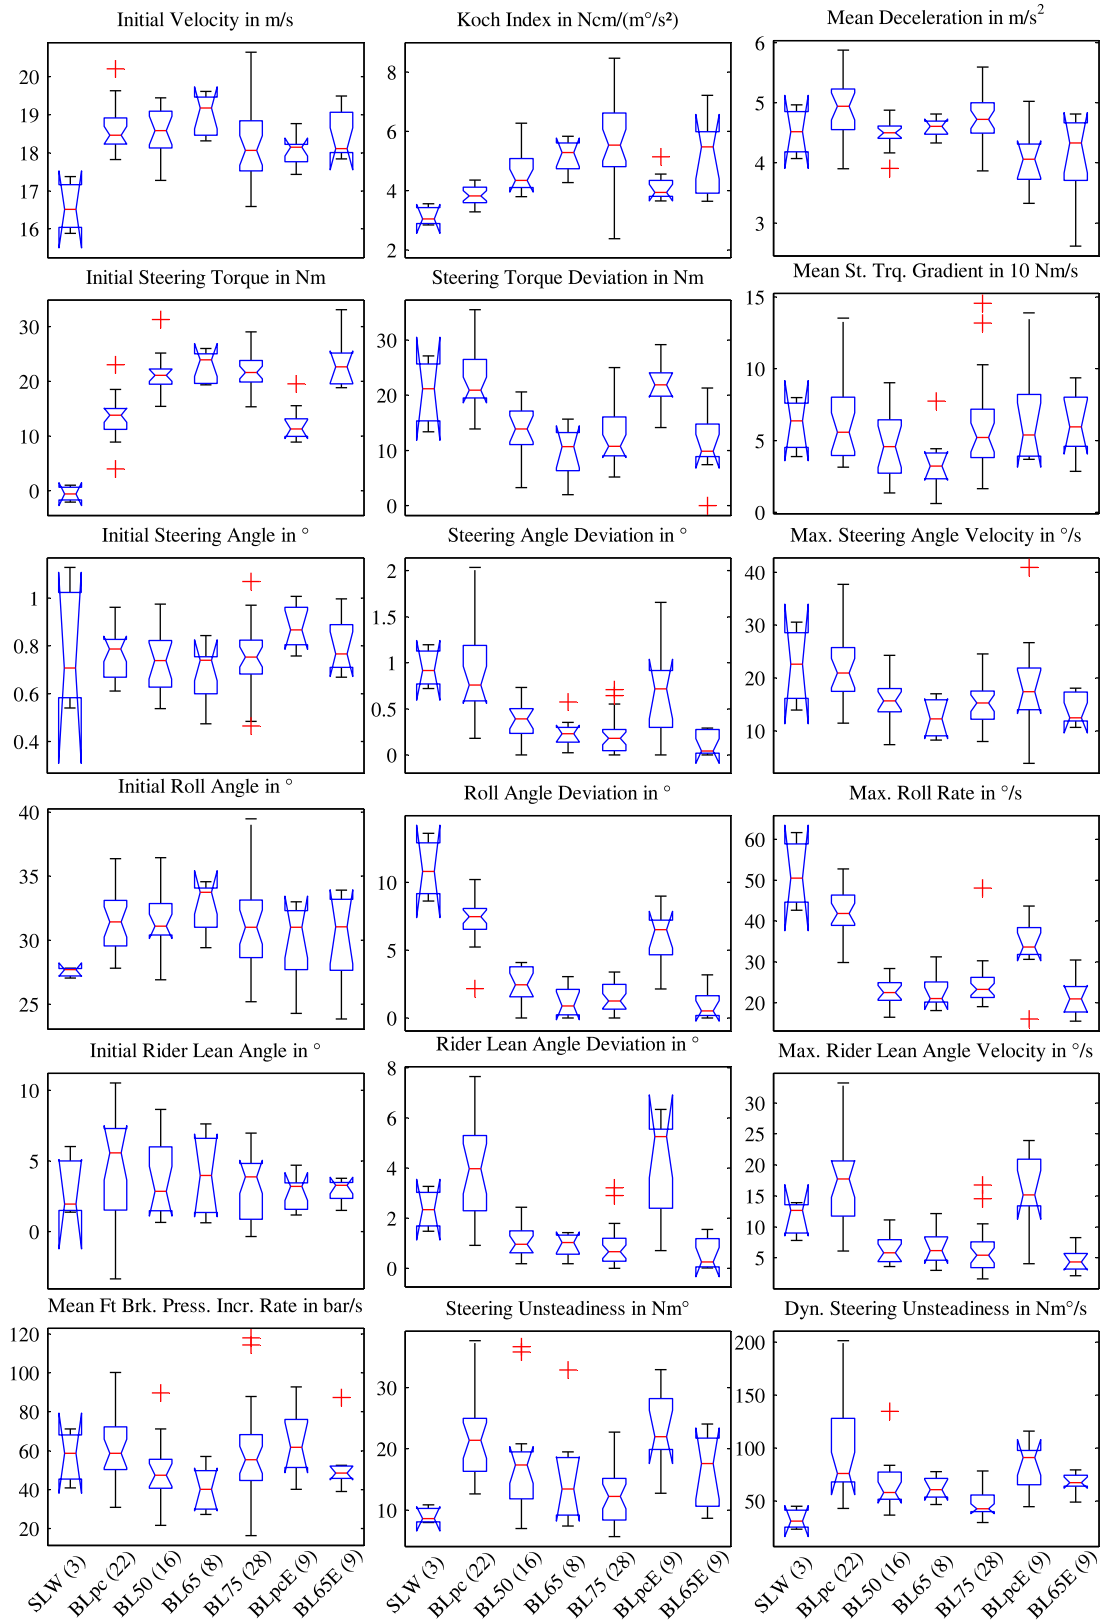 Initial Velocity in m/s
Koch Index in Ncm/(m°/s²)
Mean Deceleration in m/s²
20
19
18
17
16
8
6
4
2
6
5
4
3
Initial Steering Torque in Nm
Steering Torque Deviation in Nm
Mean St. Trq. Gradient in 10 Nm/s
30
20
10
0
30
20
10
0
15
10
5
0
Initial Steering Angle in °
Steering Angle Deviation in °
Max. Steering Angle Velocity in °/s
1
0.8
0.6
0.4
2
1.5
1
0.5
0
40
30
20
10
Initial Roll Angle in °
Roll Angle Deviation in °
Max. Roll Rate in °/s
40
35
30
25
10
5
0
60
50
40
30
20
Initial Rider Lean Angle in °
Rider Lean Angle Deviation in °
Max. Rider Lean Angle Velocity in °/s
10
5
0
8
6
4
2
0
30
25
20
15
10
5
Mean Ft Brk. Press. Incr. Rate in bar/s
Steering Unsteadiness in Nm°
Dyn. Steering Unsteadiness in Nm°/s
120
100
80
60
40
20
30
20
10
200
150
100
50
SLW (3)
BLpc (22)
BL50 (16)
BL65 (8)
BL75 (28)
BLpcE (9)
BL65E (9)
SLW (3)
BLpc (22)
BL50 (16)
BL65 (8)
BL75 (28)
BLpcE (9)
BL65E (9)
SLW (3)
BLpc (22)
BL50 (16)
BL65 (8)
BL75 (28)
BLpcE (9)
BL65E (9)